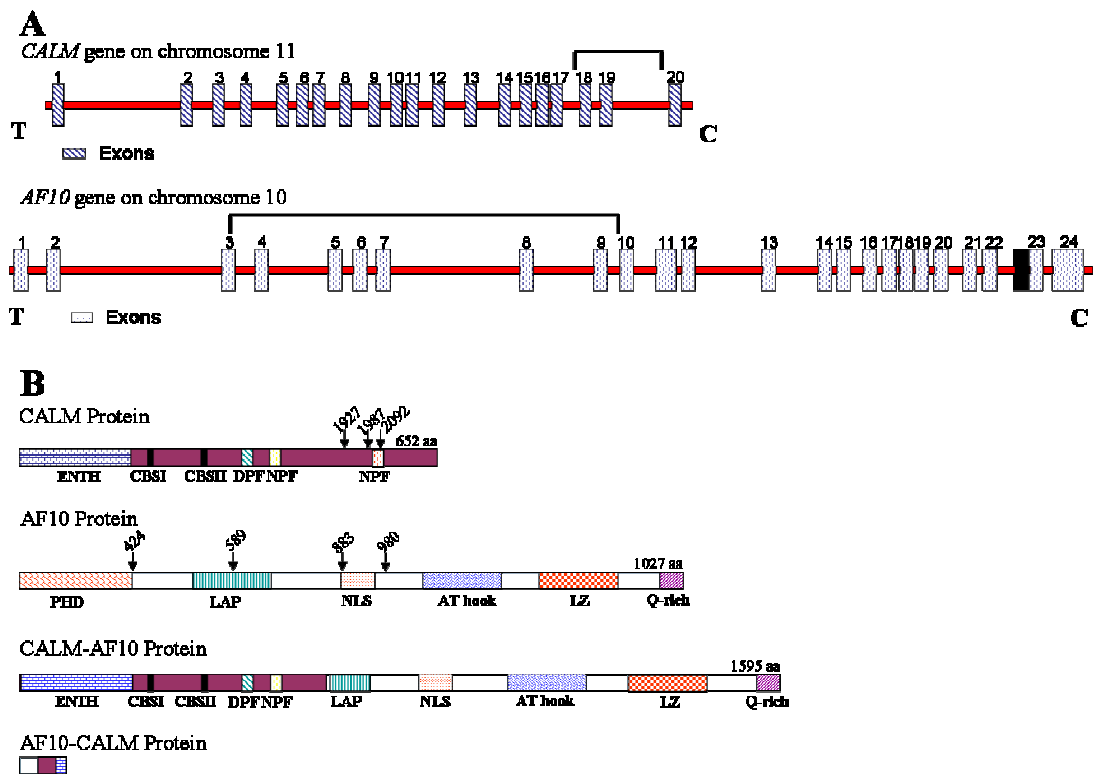 A
CALM gene on chromosome 11
1 2 3 4 5 6 7 8 9 10 11 12 13 14 15 16 17 18 19 20
T C
Exons
AF10 gene on chromosome 10
1 2 3 4 5 6 7 8 9 10 11 12 13 14 15 16 17 18 19 20 21 22 23 24
T C
Exons
B
CALM Protein
1927 1987 2092
652 aa
ENTH CBSI CBSII DPF NPF NPF
AF10 Protein
424 589 883 980
1027 aa
PHD LAP NLS AT hook LZ Q-rich
CALM-AF10 Protein
1595 aa
ENTH CBSI CBSII DPF NPF LAP NLS AT hook LZ Q-rich
AF10-CALM Protein